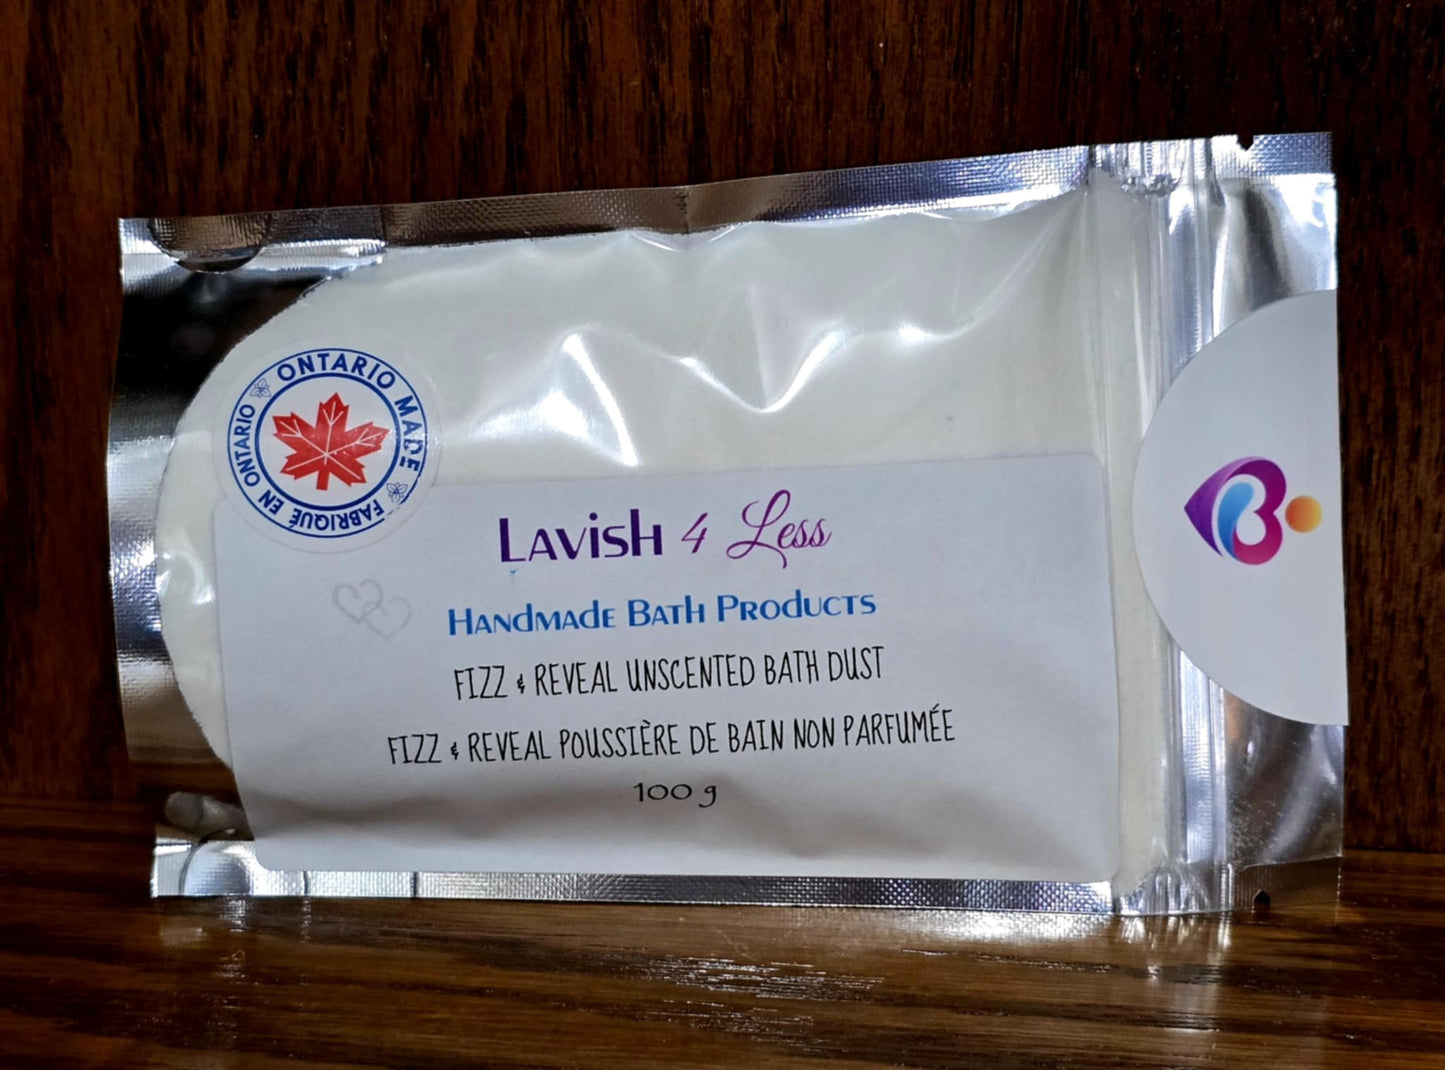 ONTARIO MADE
FABRIQUÉ EN ONTARIO
Lavish 4 Less
Handmade Bath Products
FIZZ & REVEAL UNSCENTED BATH DUST
FIZZ & REVEAL POUSSIÈRE DE BAIN NON PARFUMÉE
100 g